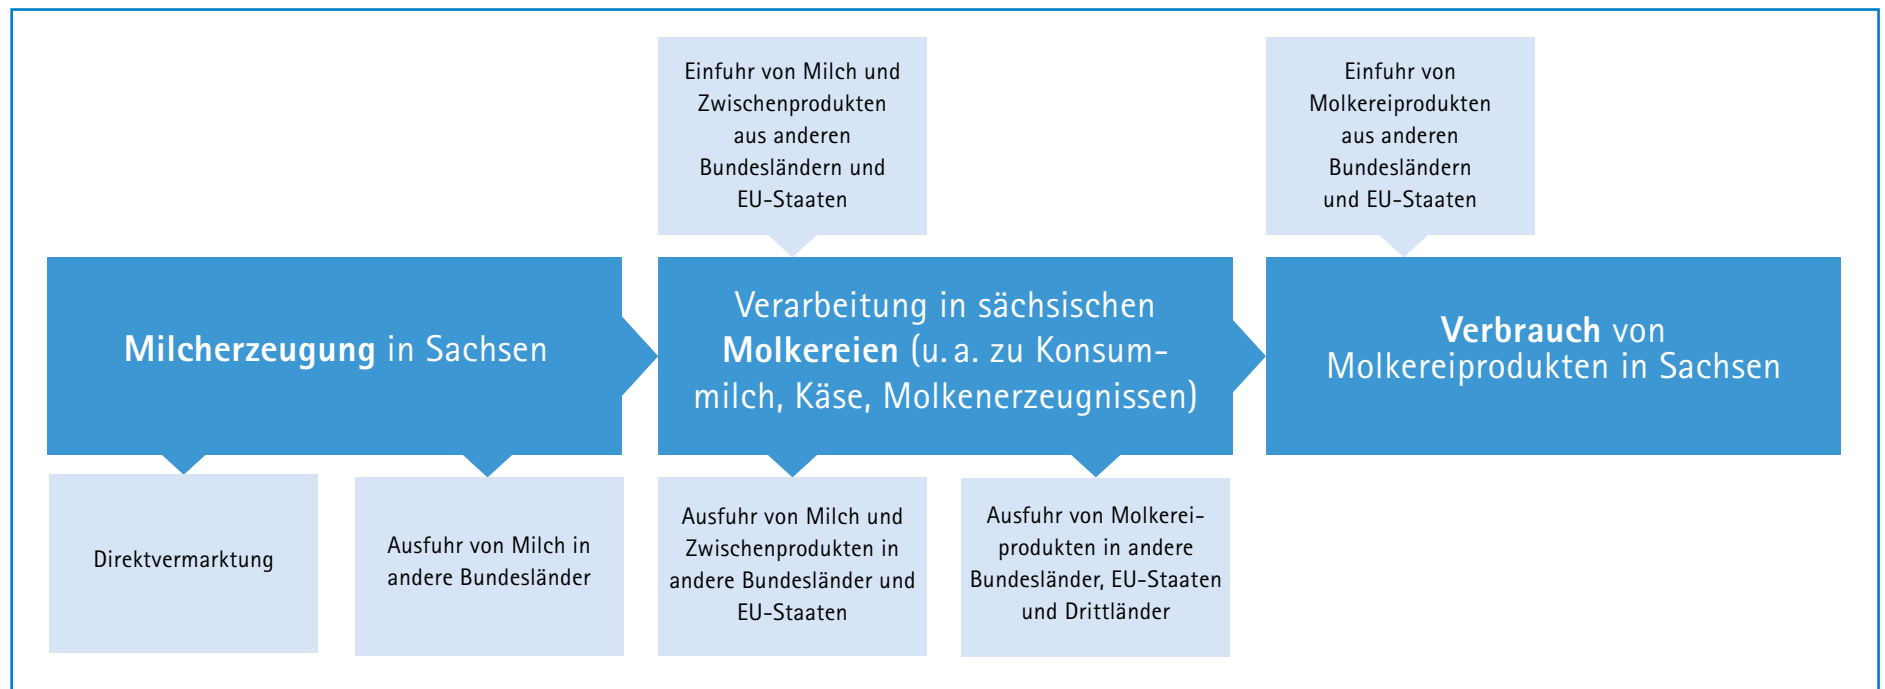 Einfuhr von Milch und
Zwischenprodukten
aus anderen
Bundesländern und
EU-Staaten
Einfuhr von
Molkereiprodukten
aus anderen
Bundesländern
und EU-Staaten
Milcherzeugung in Sachsen
Verarbeitung in sächsischen
Molkereien (u. a. zu Konsum-
milch, Käse, Molkenerzeugnissen)
Verbrauch von
Molkereiprodukten in Sachsen
Direktvermarktung
Ausfuhr von Milch in
andere Bundesländer
Ausfuhr von Milch und
Zwischenprodukten in
andere Bundesländer und
EU-Staaten
Ausfuhr von Molkerei-
produkten in andere
Bundesländer, EU-Staaten
und Drittländer